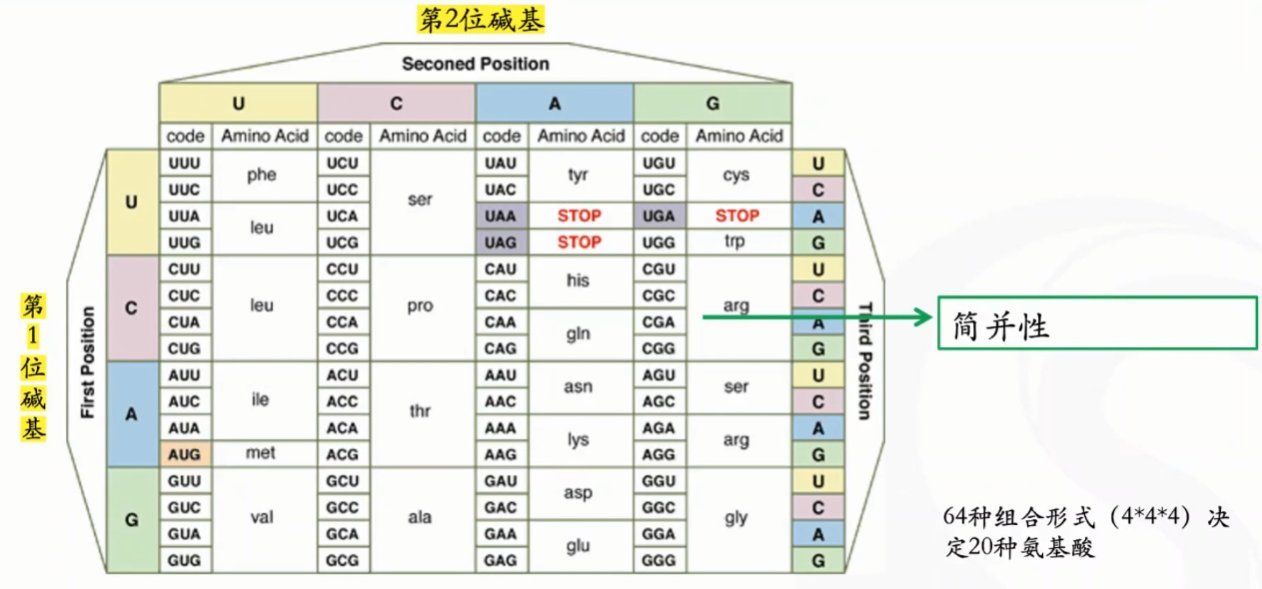 第2位碱基
Seconed Position
U C A G
code Amino Acid code Amino Acid code Amino Acid code Amino Acid
第1位碱基
First Position
Third Position
U
UUU phe UCU ser UAU tyr UGU cys U
UUC UCC UAC UGC C
UUA leu UCA UAA STOP UGA STOP A
UUG UCG UAG STOP UGG trp G
C
CUU leu CCU pro CAU his CGU arg U
CUC CCC CAC CGC C
CUA CCA CAA gln CGA A
CUG CCG CAG CGG G
A
AUU ile ACU thr AAU asn AGU ser U
AUC ACC AAC AGC C
AUA ACA AAA lys AGA arg A
AUG met ACG AAG AGG G
G
GUU val GCU ala GAU asp GGU gly U
GUC GCC GAC GGC C
GUA GCA GAA glu GGA A
GUG GCG GAG GGG G
简并性
64种组合形式（4*4*4）决
定20种氨基酸